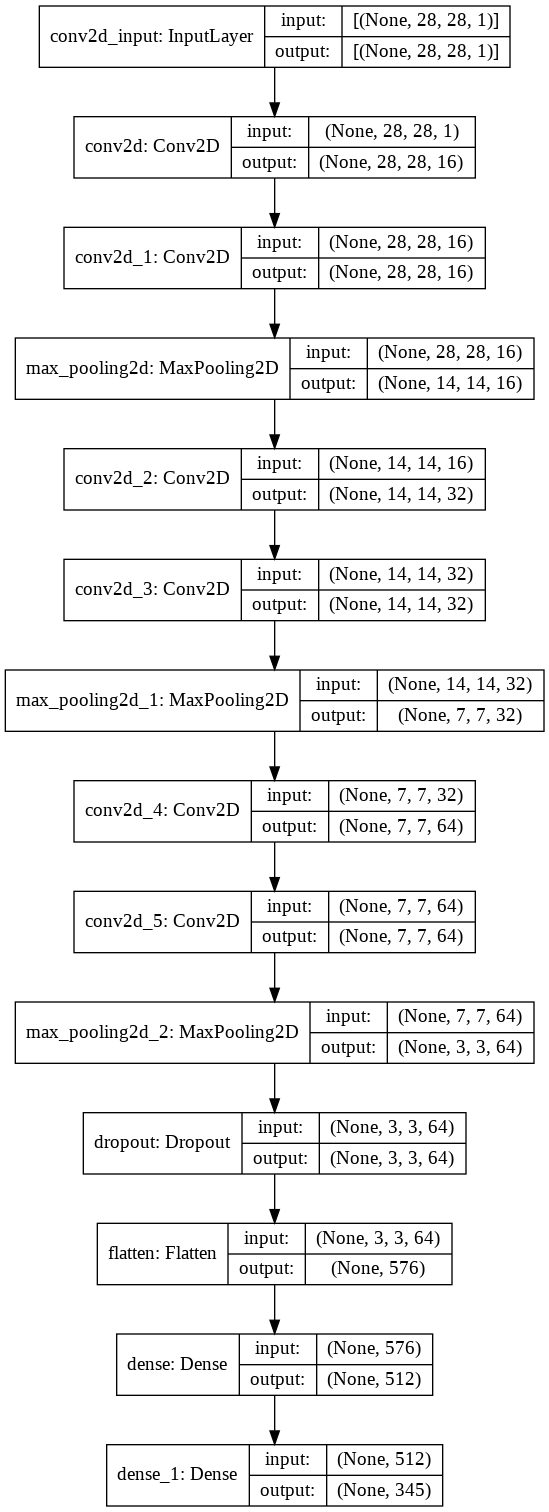 conv2d_input: InputLayer
input: [(None, 28, 28, 1)]
output: [(None, 28, 28, 1)]
conv2d: Conv2D
input: (None, 28, 28, 1)
output: (None, 28, 28, 16)
conv2d_1: Conv2D
input: (None, 28, 28, 16)
output: (None, 28, 28, 16)
max_pooling2d: MaxPooling2D
input: (None, 28, 28, 16)
output: (None, 14, 14, 16)
conv2d_2: Conv2D
input: (None, 14, 14, 16)
output: (None, 14, 14, 32)
conv2d_3: Conv2D
input: (None, 14, 14, 32)
output: (None, 14, 14, 32)
max_pooling2d_1: MaxPooling2D
input: (None, 14, 14, 32)
output: (None, 7, 7, 32)
conv2d_4: Conv2D
input: (None, 7, 7, 32)
output: (None, 7, 7, 64)
conv2d_5: Conv2D
input: (None, 7, 7, 64)
output: (None, 7, 7, 64)
max_pooling2d_2: MaxPooling2D
input: (None, 7, 7, 64)
output: (None, 3, 3, 64)
dropout: Dropout
input: (None, 3, 3, 64)
output: (None, 3, 3, 64)
flatten: Flatten
input: (None, 3, 3, 64)
output: (None, 576)
dense: Dense
input: (None, 576)
output: (None, 512)
dense_1: Dense
input: (None, 512)
output: (None, 345)